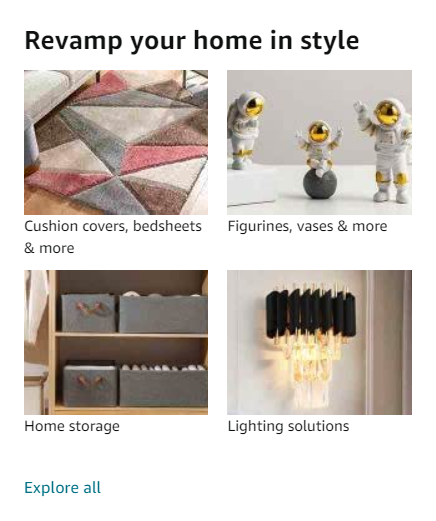 Revamp your home in style
Cushion covers, bedsheets
& more
Figurines, vases & more
Home storage
Lighting solutions
Explore all